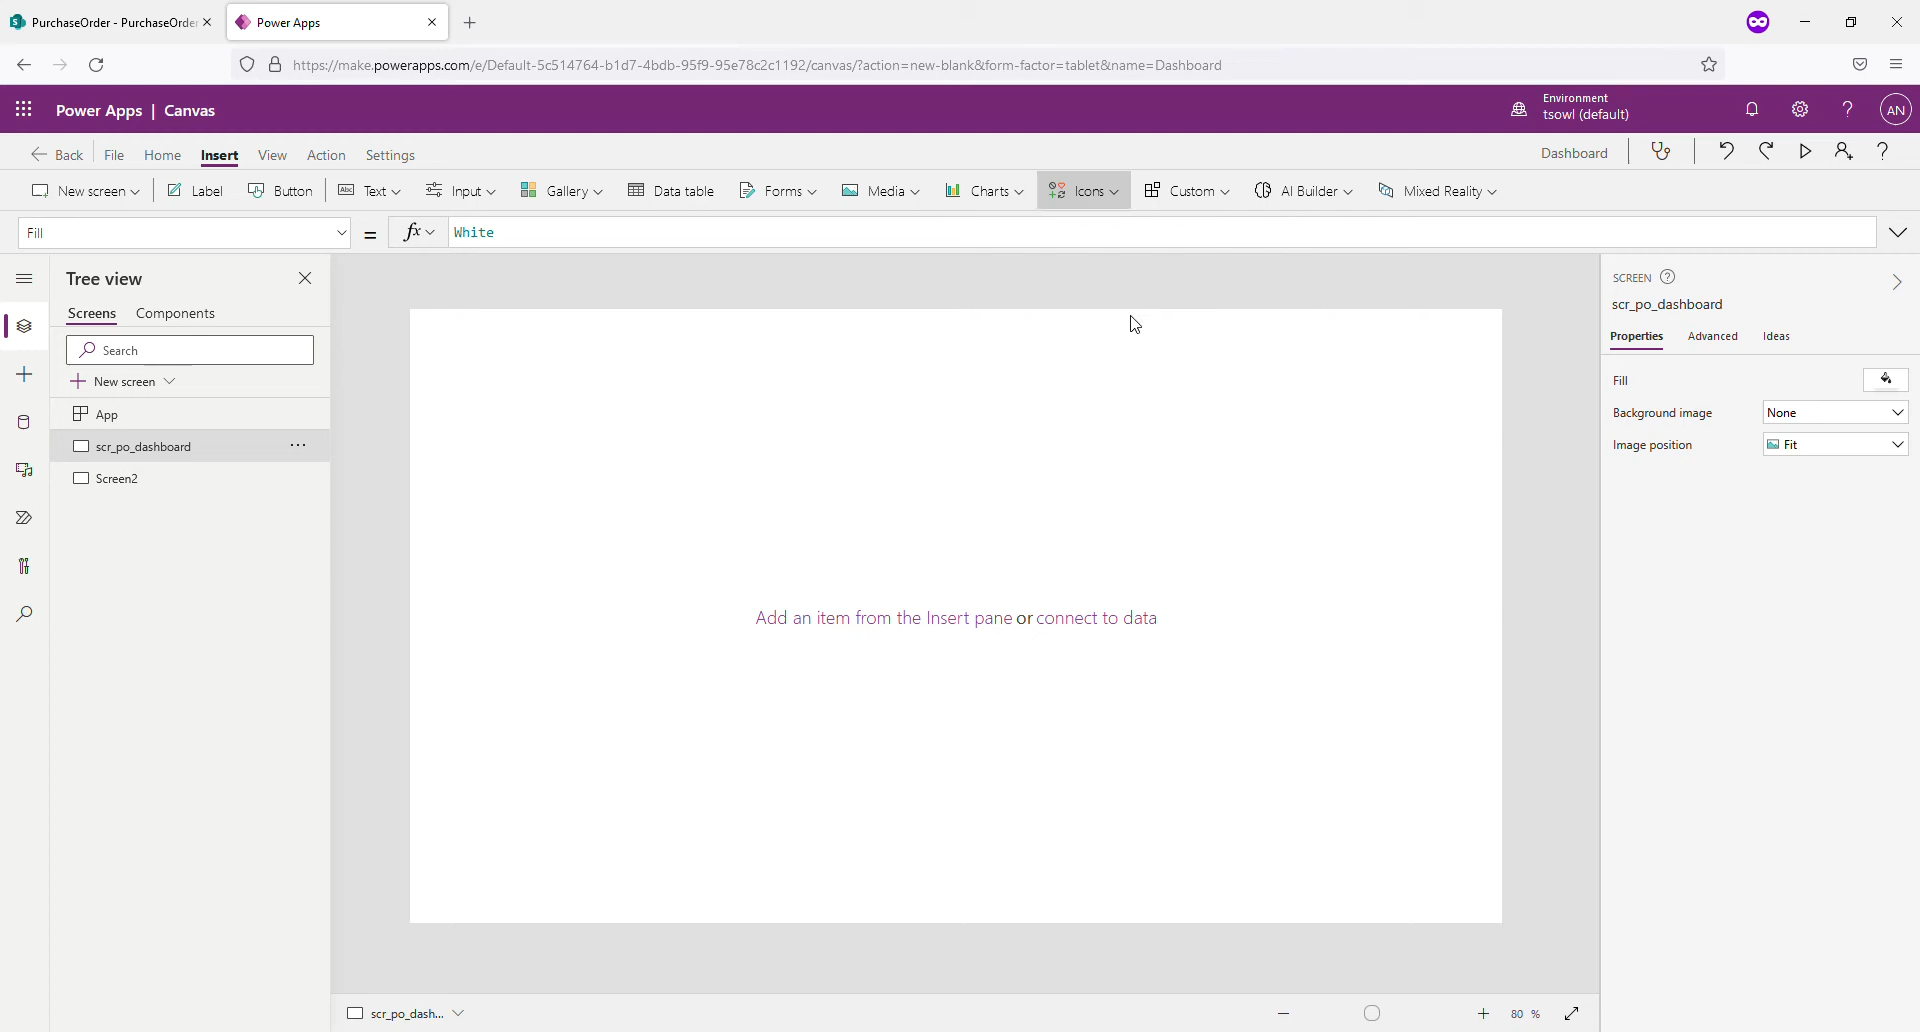 PurchaseOrder - PurchaseOrder
Power Apps
https://make.powerapps.com/e/Default-5c514764-b1d7-4bdb-95f9-95e78c2c1192/canvas/?action=new-blank&form-factor=tablet&name=Dashboard
Power Apps | Canvas
Environment
tsowl (default)
AN
Back File Home Insert View Action Settings
Dashboard
New screen Label Button Text Input Gallery Data table Forms Media Charts Icons Custom AI Builder Mixed Reality
Fill = fx White
Tree view
Screens Components
Search
New screen
App
scr_po_dashboard
Screen2
Add an item from the Insert pane or connect to data
SCREEN
scr_po_dashboard
Properties Advanced Ideas
Fill
Background image None
Image position Fit
scr_po_dash...
80 %